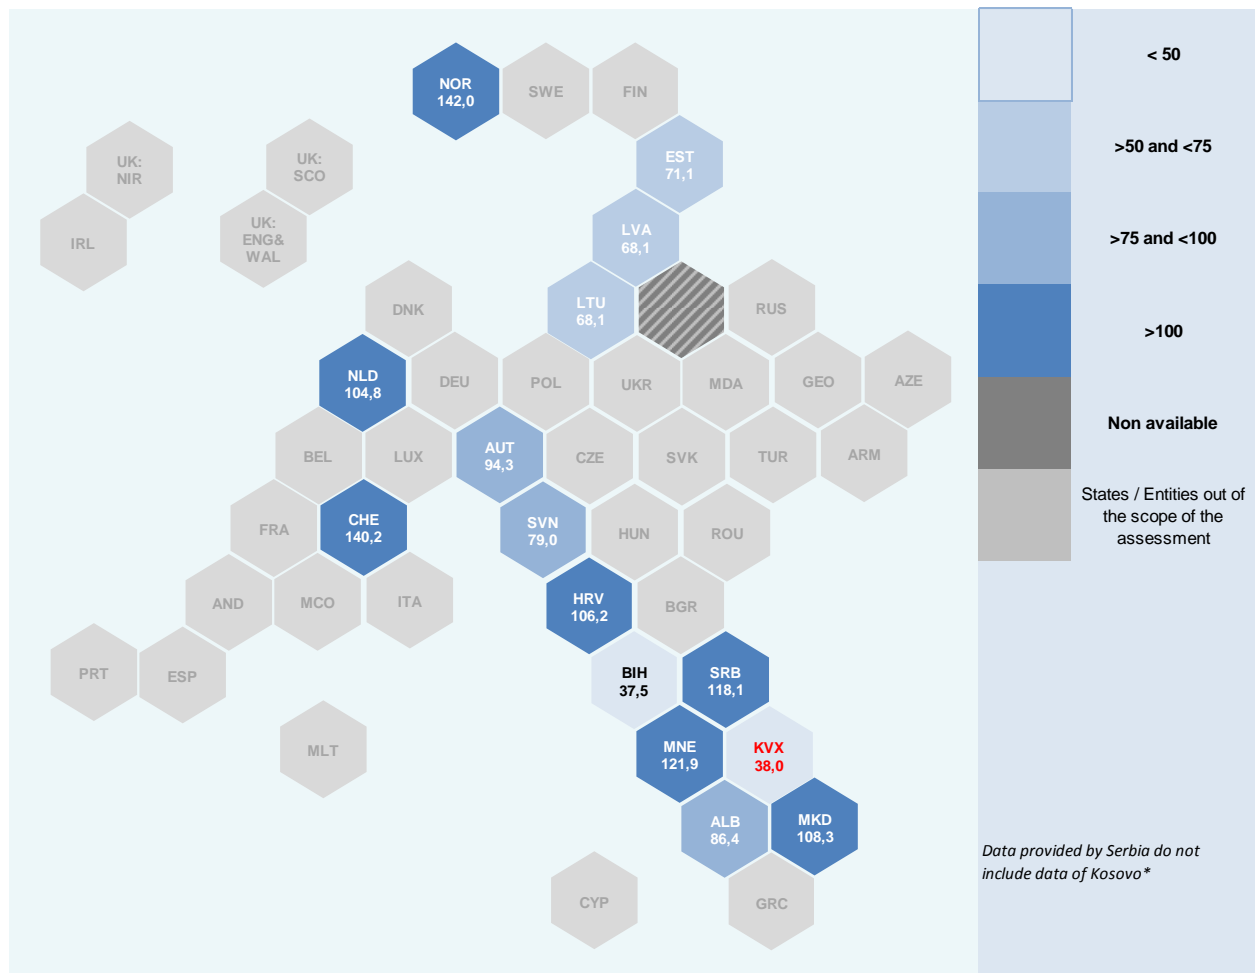 NOR
142,0
SWE
FIN
UK:
NIR
UK:
SCO
EST
71,1
IRL
UK:
ENG&
WAL
LVA
68,1
DNK
LTU
68,1
RUS
NLD
104,8
DEU
POL
UKR
MDA
GEO
AZE
BEL
LUX
AUT
94,3
CZE
SVK
TUR
ARM
FRA
CHE
140,2
SVN
79,0
HUN
ROU
AND
MCO
ITA
HRV
106,2
BGR
PRT
ESP
BIH
37,5
SRB
118,1
MLT
MNE
121,9
KVX
38,0
ALB
86,4
MKD
108,3
CYP
GRC
< 50
>50 and <75
>75 and <100
>100
Non available
States / Entities out of
the scope of the
assessment
Data provided by Serbia do not
include data of Kosovo*